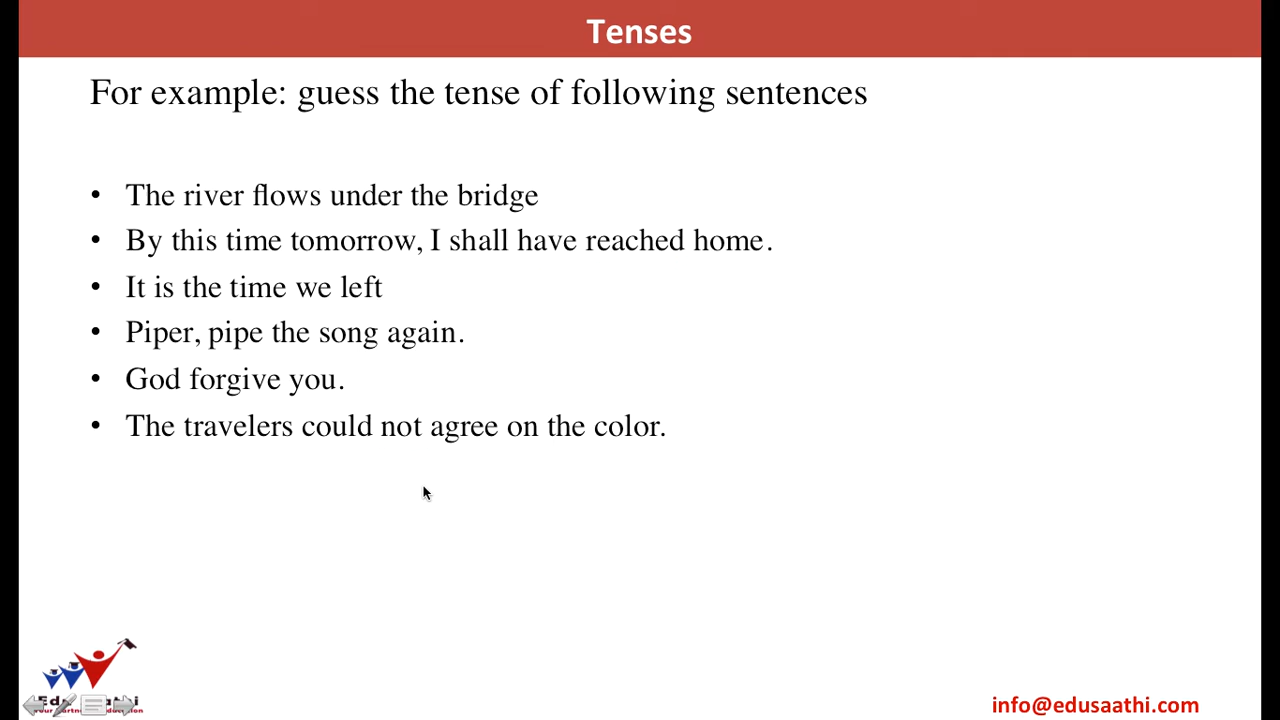 Tenses
For example: guess the tense of following sentences
• The river flows under the bridge
• By this time tomorrow, I shall have reached home.
• It is the time we left
• Piper, pipe the song again.
• God forgive you.
• The travelers could not agree on the color.
info@edusaathi.com